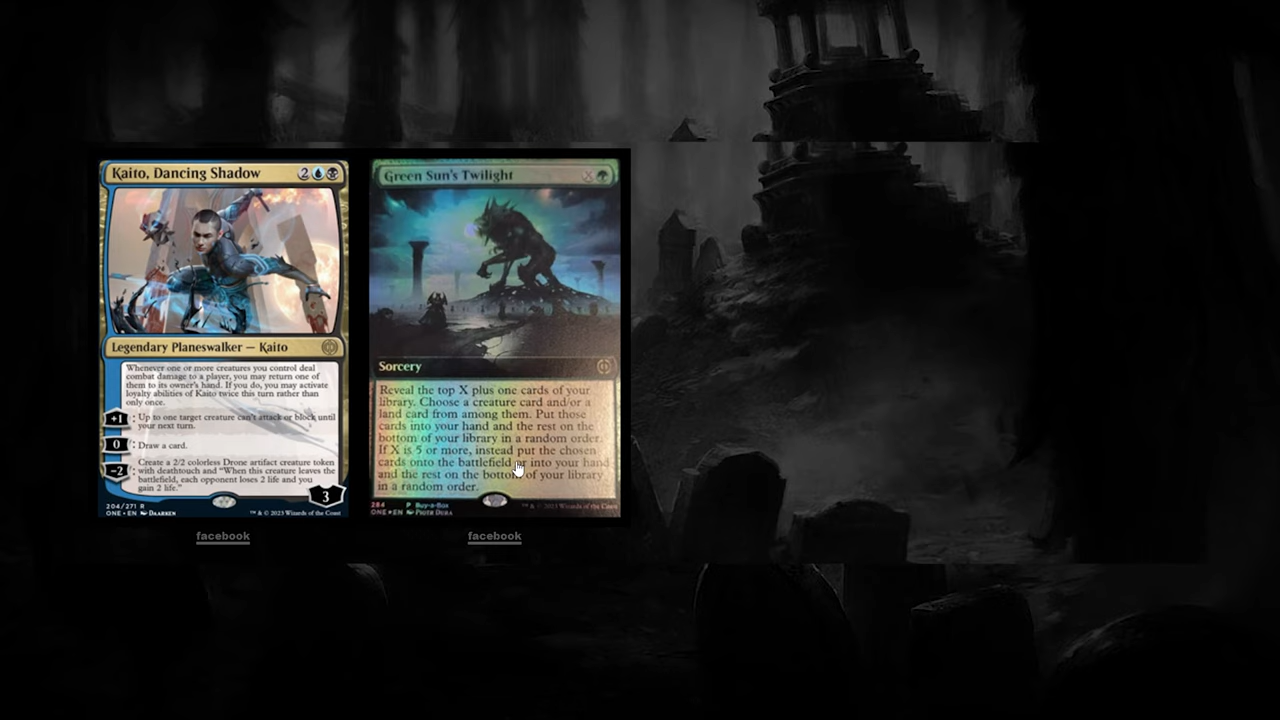 Kaito, Dancing Shadow
2
Legendary Planeswalker — Kaito
Whenever one or more creatures you control deal
combat damage to a player, you may return one of
them to its owner's hand. If you do, you may activate
loyalty abilities of Kaito twice this turn rather than
only once.
+1: Up to one target creature can't attack or block until
your next turn.
0: Draw a card.
−2: Create a 2/2 colorless Drone artifact creature token
with deathtouch and "When this creature leaves the
battlefield, each opponent loses 2 life and you
gain 2 life."
3
204/271 R
ONE • EN DAARKEN
™ & © 2023 Wizards of the Coast
facebook
Green Sun's Twilight
X
Sorcery
Reveal the top X plus one cards of your
library. Choose a creature card and/or a
land card from among them. Put those
cards into your hand and the rest on the
bottom of your library in a random order.
If X is 5 or more, instead put the chosen
cards onto the battlefield or into your hand
and the rest on the bottom of your library
in a random order.
284 P Buy-a-Box
ONE★EN PIOTR DURA
™ & © 2023 Wizards of the Coast
facebook